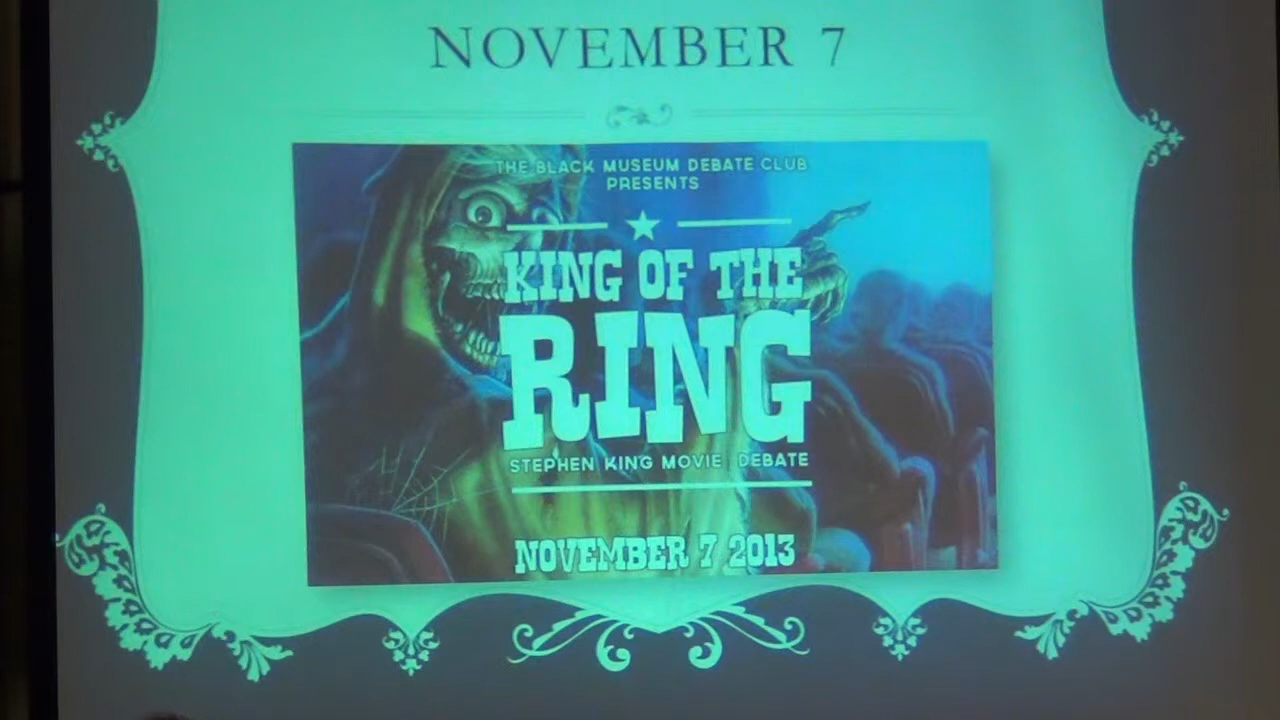 NOVEMBER 7
THE BLACK MUSEUM DEBATE CLUB
PRESENTS
KING OF THE
RING
STEPHEN KING MOVIE DEBATE
NOVEMBER 7 2013